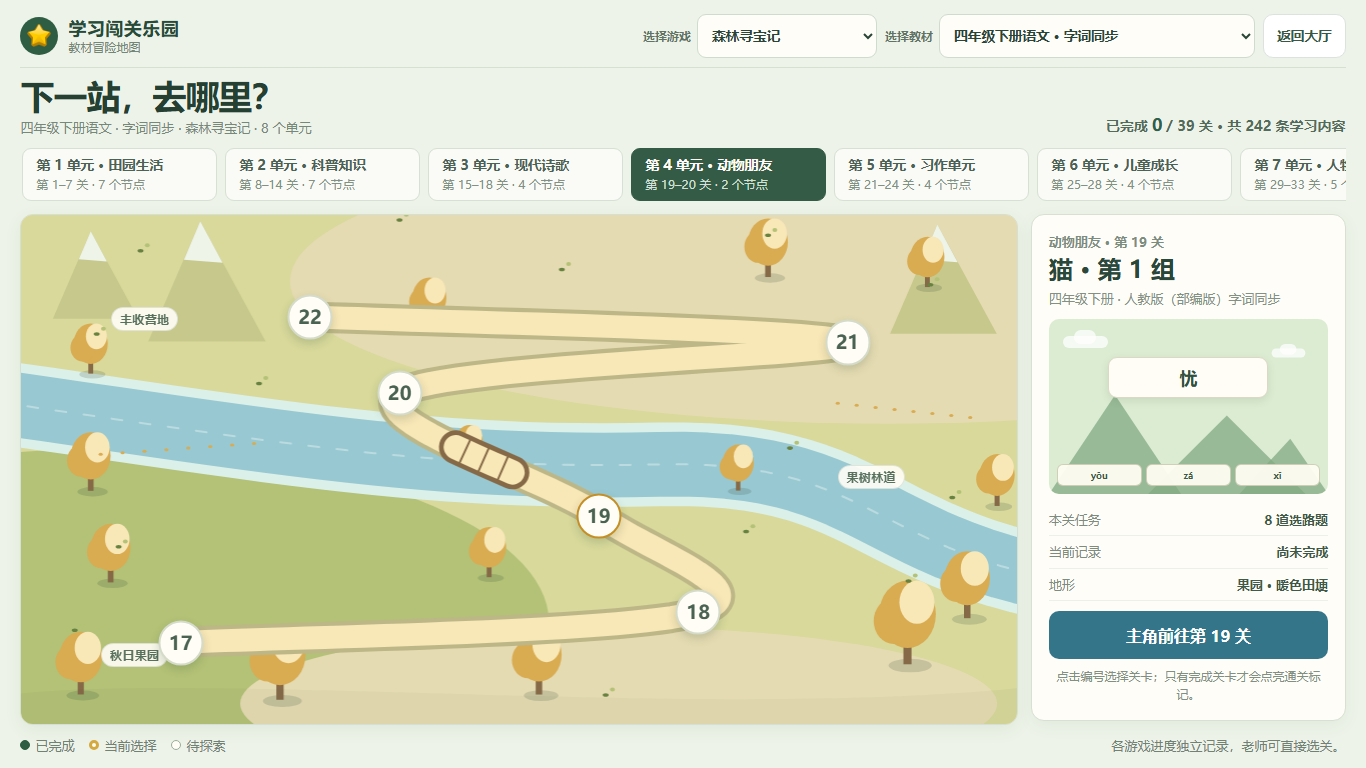 学习闯关乐园
教材冒险地图
选择游戏
森林寻宝记
选择教材
四年级下册语文 • 字词同步
返回大厅
下一站，去哪里？
四年级下册语文 · 字词同步 · 森林寻宝记 · 8 个单元
已完成 0 / 39 关 • 共 242 条学习内容
第 1 单元 • 田园生活
第 1–7 关 · 7 个节点
第 2 单元 • 科普知识
第 8–14 关 · 7 个节点
第 3 单元 • 现代诗歌
第 15–18 关 · 4 个节点
第 4 单元 • 动物朋友
第 19–20 关 · 2 个节点
第 5 单元 • 习作单元
第 21–24 关 · 4 个节点
第 6 单元 • 儿童成长
第 25–28 关 · 4 个节点
第 7 单元 • 人
第 29–33 关 · 5
丰收营地
22
21
20
果树林道
19
18
17
秋日果园
动物朋友 • 第 19 关
猫 • 第 1 组
四年级下册 · 人教版（部编版）字词同步
忧
yōu
zá
xī
本关任务
8 道选路题
当前记录
尚未完成
地形
果园 • 暖色田埂
主角前往第 19 关
点击编号选择关卡；只有完成关卡才会点亮通关标
记。
已完成
当前选择
待探索
各游戏进度独立记录，老师可直接选关。